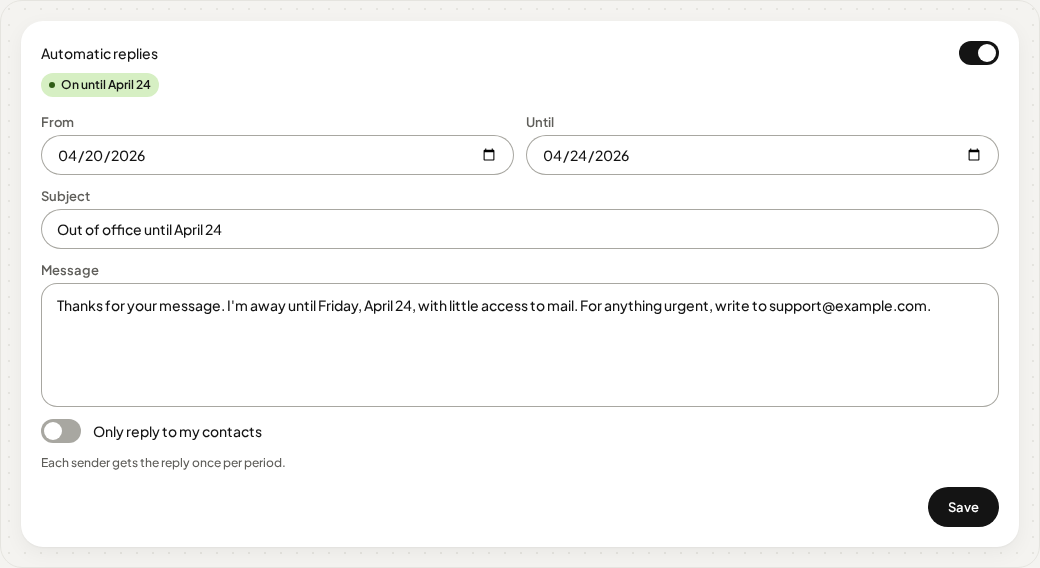 Automatic replies
On until April 24
From
Until
04/20/2026
04/24/2026
Subject
Out of office until April 24
Message
Thanks for your message. I'm away until Friday, April 24, with little access to mail. For anything urgent, write to support@example.com.
Only reply to my contacts
Each sender gets the reply once per period.
Save